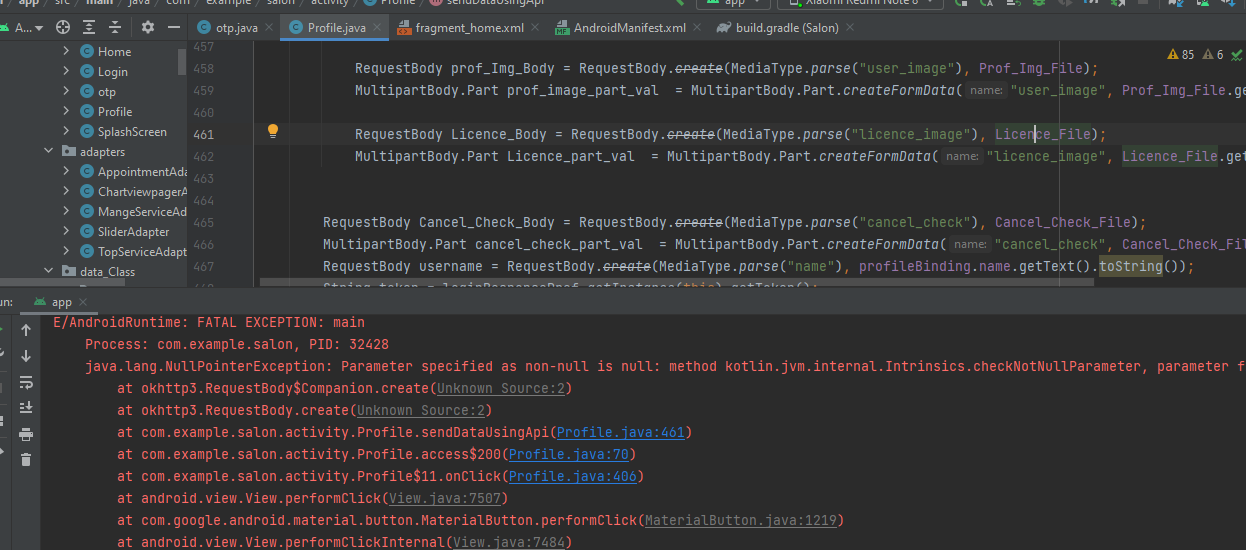 app src main java com example salon activity Profile sendDataUsingApi app Xiaomi Redmi Note 8
A... otp.java Profile.java fragment_home.xml AndroidManifest.xml build.gradle (Salon)
Home
Login
otp
Profile
SplashScreen
adapters
AppointmentAda
ChartviewpagerA
MangeServiceAd
SliderAdapter
TopServiceAdapt
data_Class
85 6
457
458 RequestBody prof_Img_Body = RequestBody.create(MediaType.parse("user_image"), Prof_Img_File);
459 MultipartBody.Part prof_image_part_val = MultipartBody.Part.createFormData( name: "user_image", Prof_Img_File.ge
460
461 RequestBody Licence_Body = RequestBody.create(MediaType.parse("licence_image"), Licence_File);
462 MultipartBody.Part Licence_part_val = MultipartBody.Part.createFormData( name: "licence_image", Licence_File.get
463
464
465 RequestBody Cancel_Check_Body = RequestBody.create(MediaType.parse("cancel_check"), Cancel_Check_File);
466 MultipartBody.Part cancel_check_part_val = MultipartBody.Part.createFormData( name: "cancel_check", Cancel_Check_Fil
467 RequestBody username = RequestBody.create(MediaType.parse("name"), profileBinding.name.getText().toString());
un: app
E/AndroidRuntime: FATAL EXCEPTION: main
Process: com.example.salon, PID: 32428
java.lang.NullPointerException: Parameter specified as non-null is null: method kotlin.jvm.internal.Intrinsics.checkNotNullParameter, parameter f
at okhttp3.RequestBody$Companion.create(Unknown Source:2)
at okhttp3.RequestBody.create(Unknown Source:2)
at com.example.salon.activity.Profile.sendDataUsingApi(Profile.java:461)
at com.example.salon.activity.Profile.access$200(Profile.java:70)
at com.example.salon.activity.Profile$11.onClick(Profile.java:406)
at android.view.View.performClick(View.java:7507)
at com.google.android.material.button.MaterialButton.performClick(MaterialButton.java:1219)
at android.view.View.performClickInternal(View.java:7484)